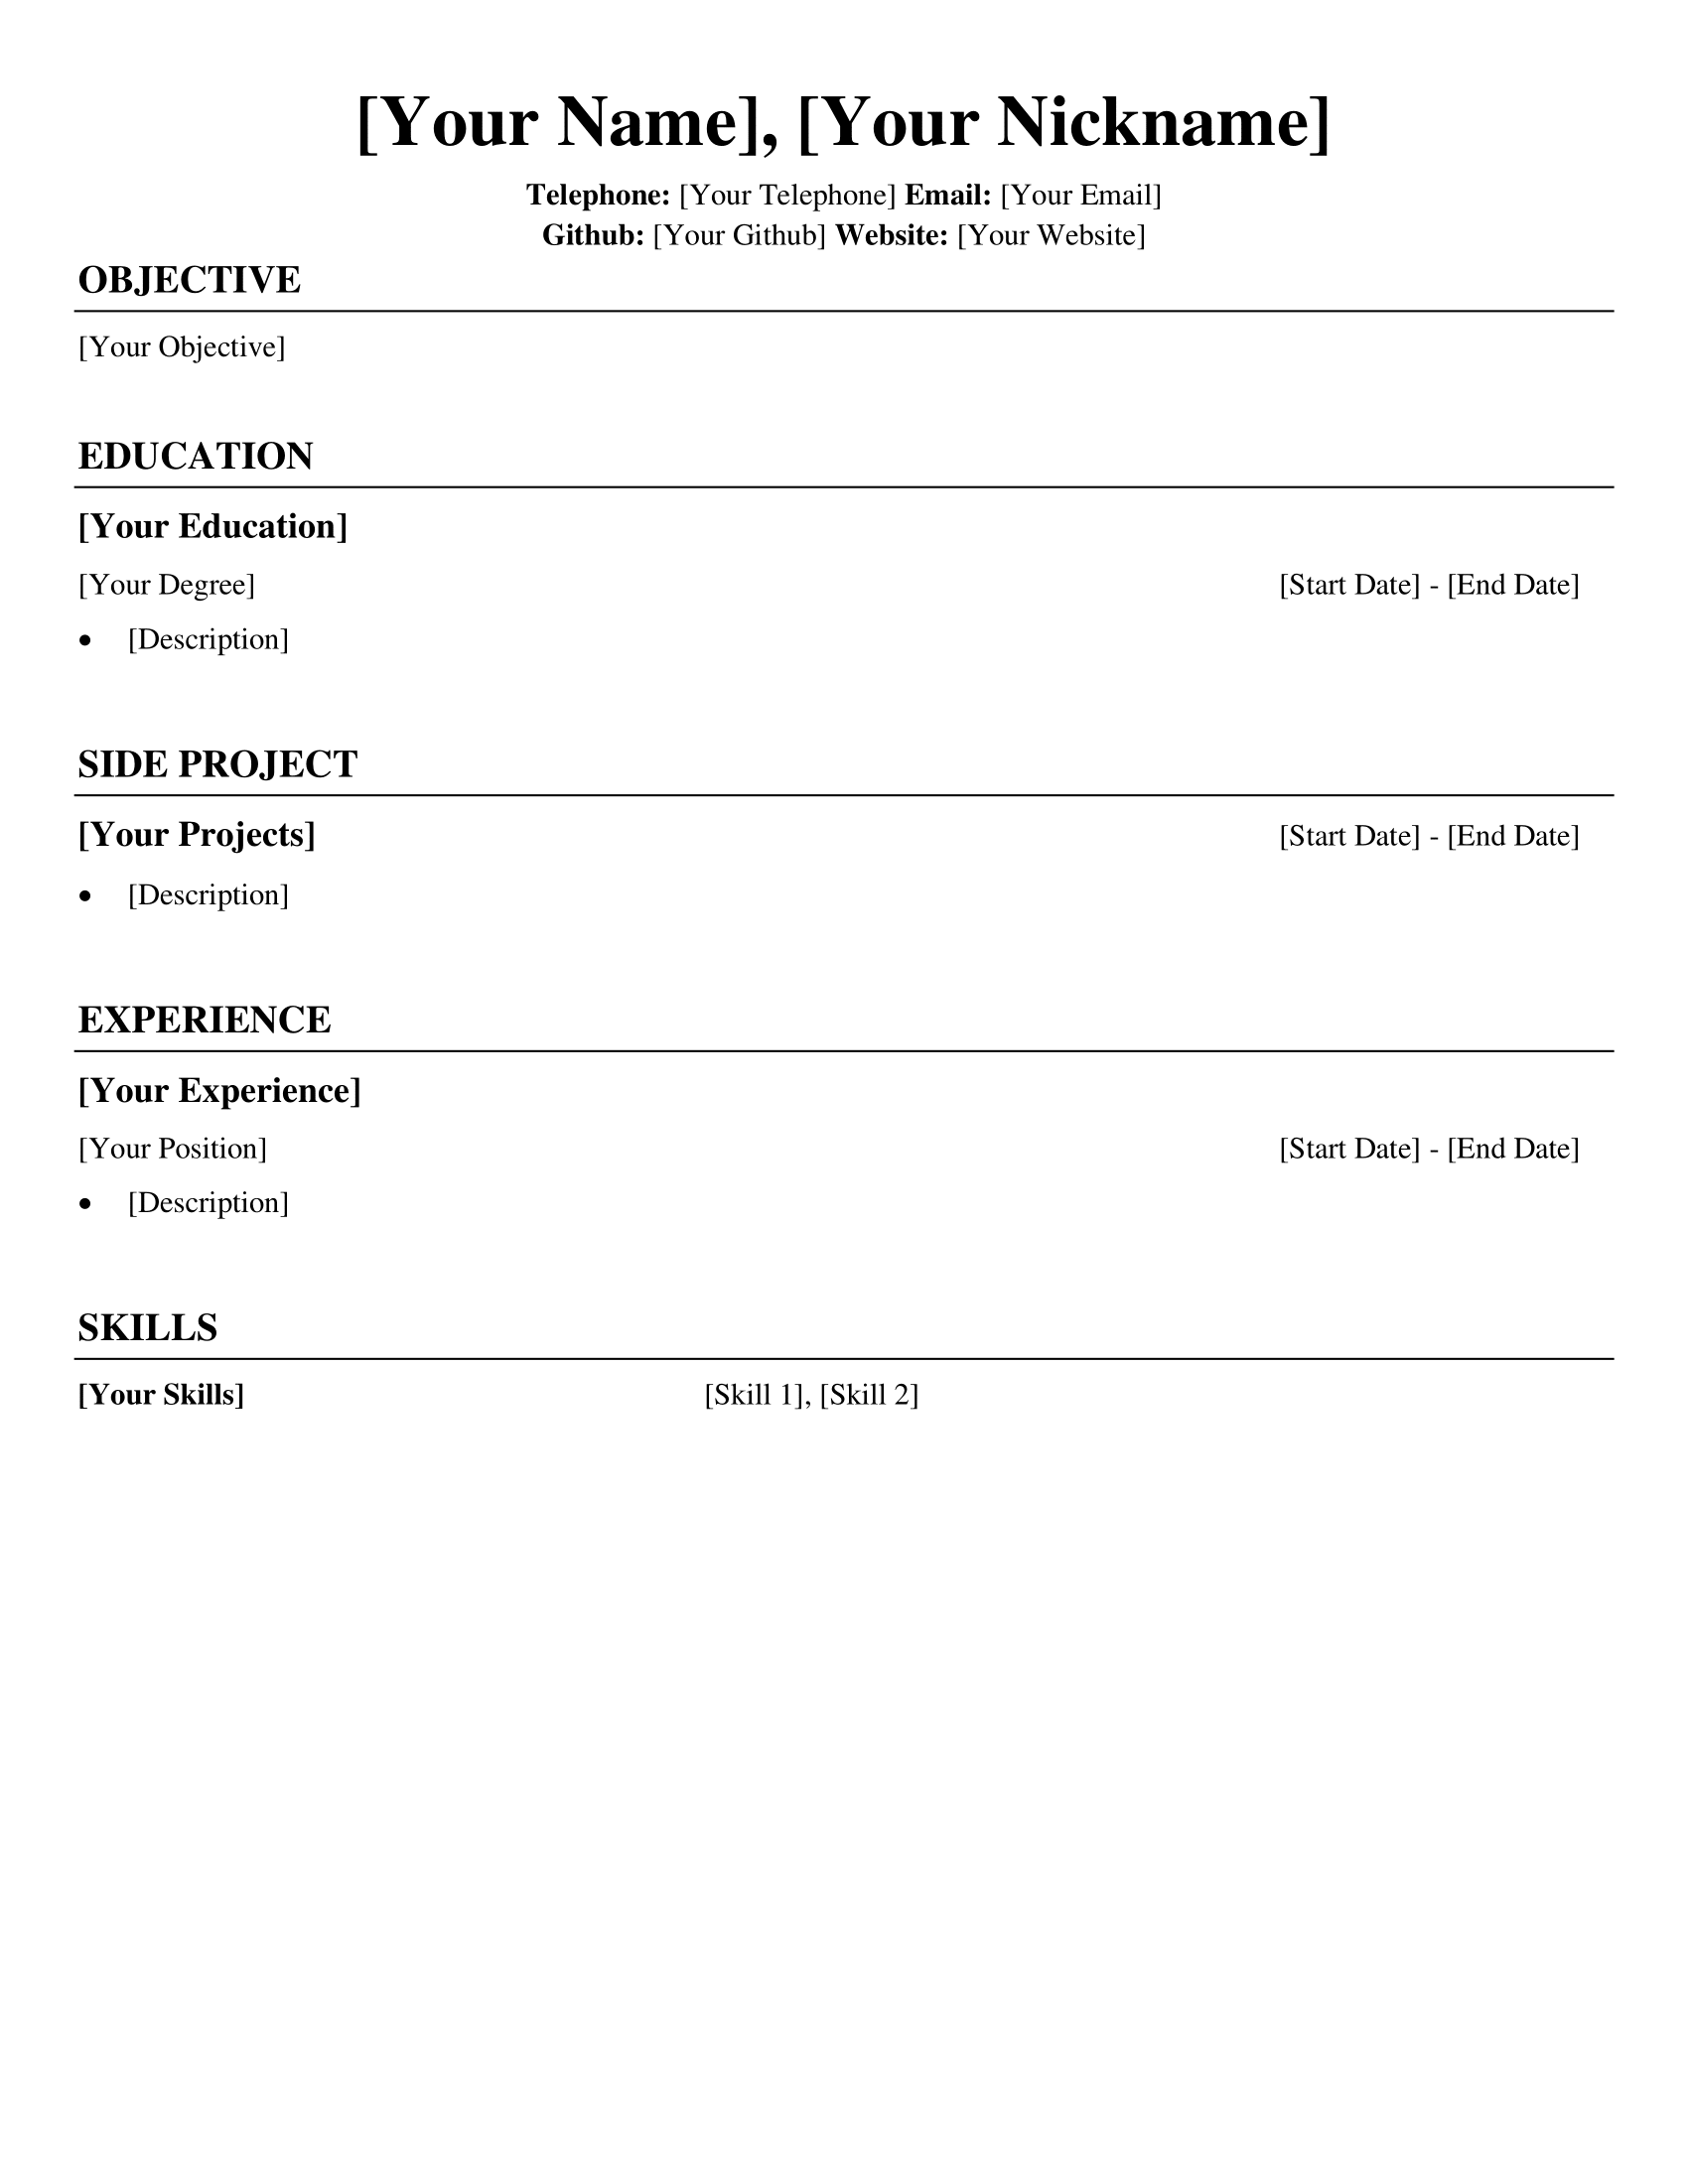 [Your Name], [Your Nickname]
Telephone: [Your Telephone] Email: [Your Email]
Github: [Your Github] Website: [Your Website]
OBJECTIVE
[Your Objective]
EDUCATION
[Your Education]
[Your Degree] [Start Date] - [End Date]
• [Description]
SIDE PROJECT
[Your Projects] [Start Date] - [End Date]
• [Description]
EXPERIENCE
[Your Experience]
[Your Position] [Start Date] - [End Date]
• [Description]
SKILLS
[Your Skills] [Skill 1], [Skill 2]